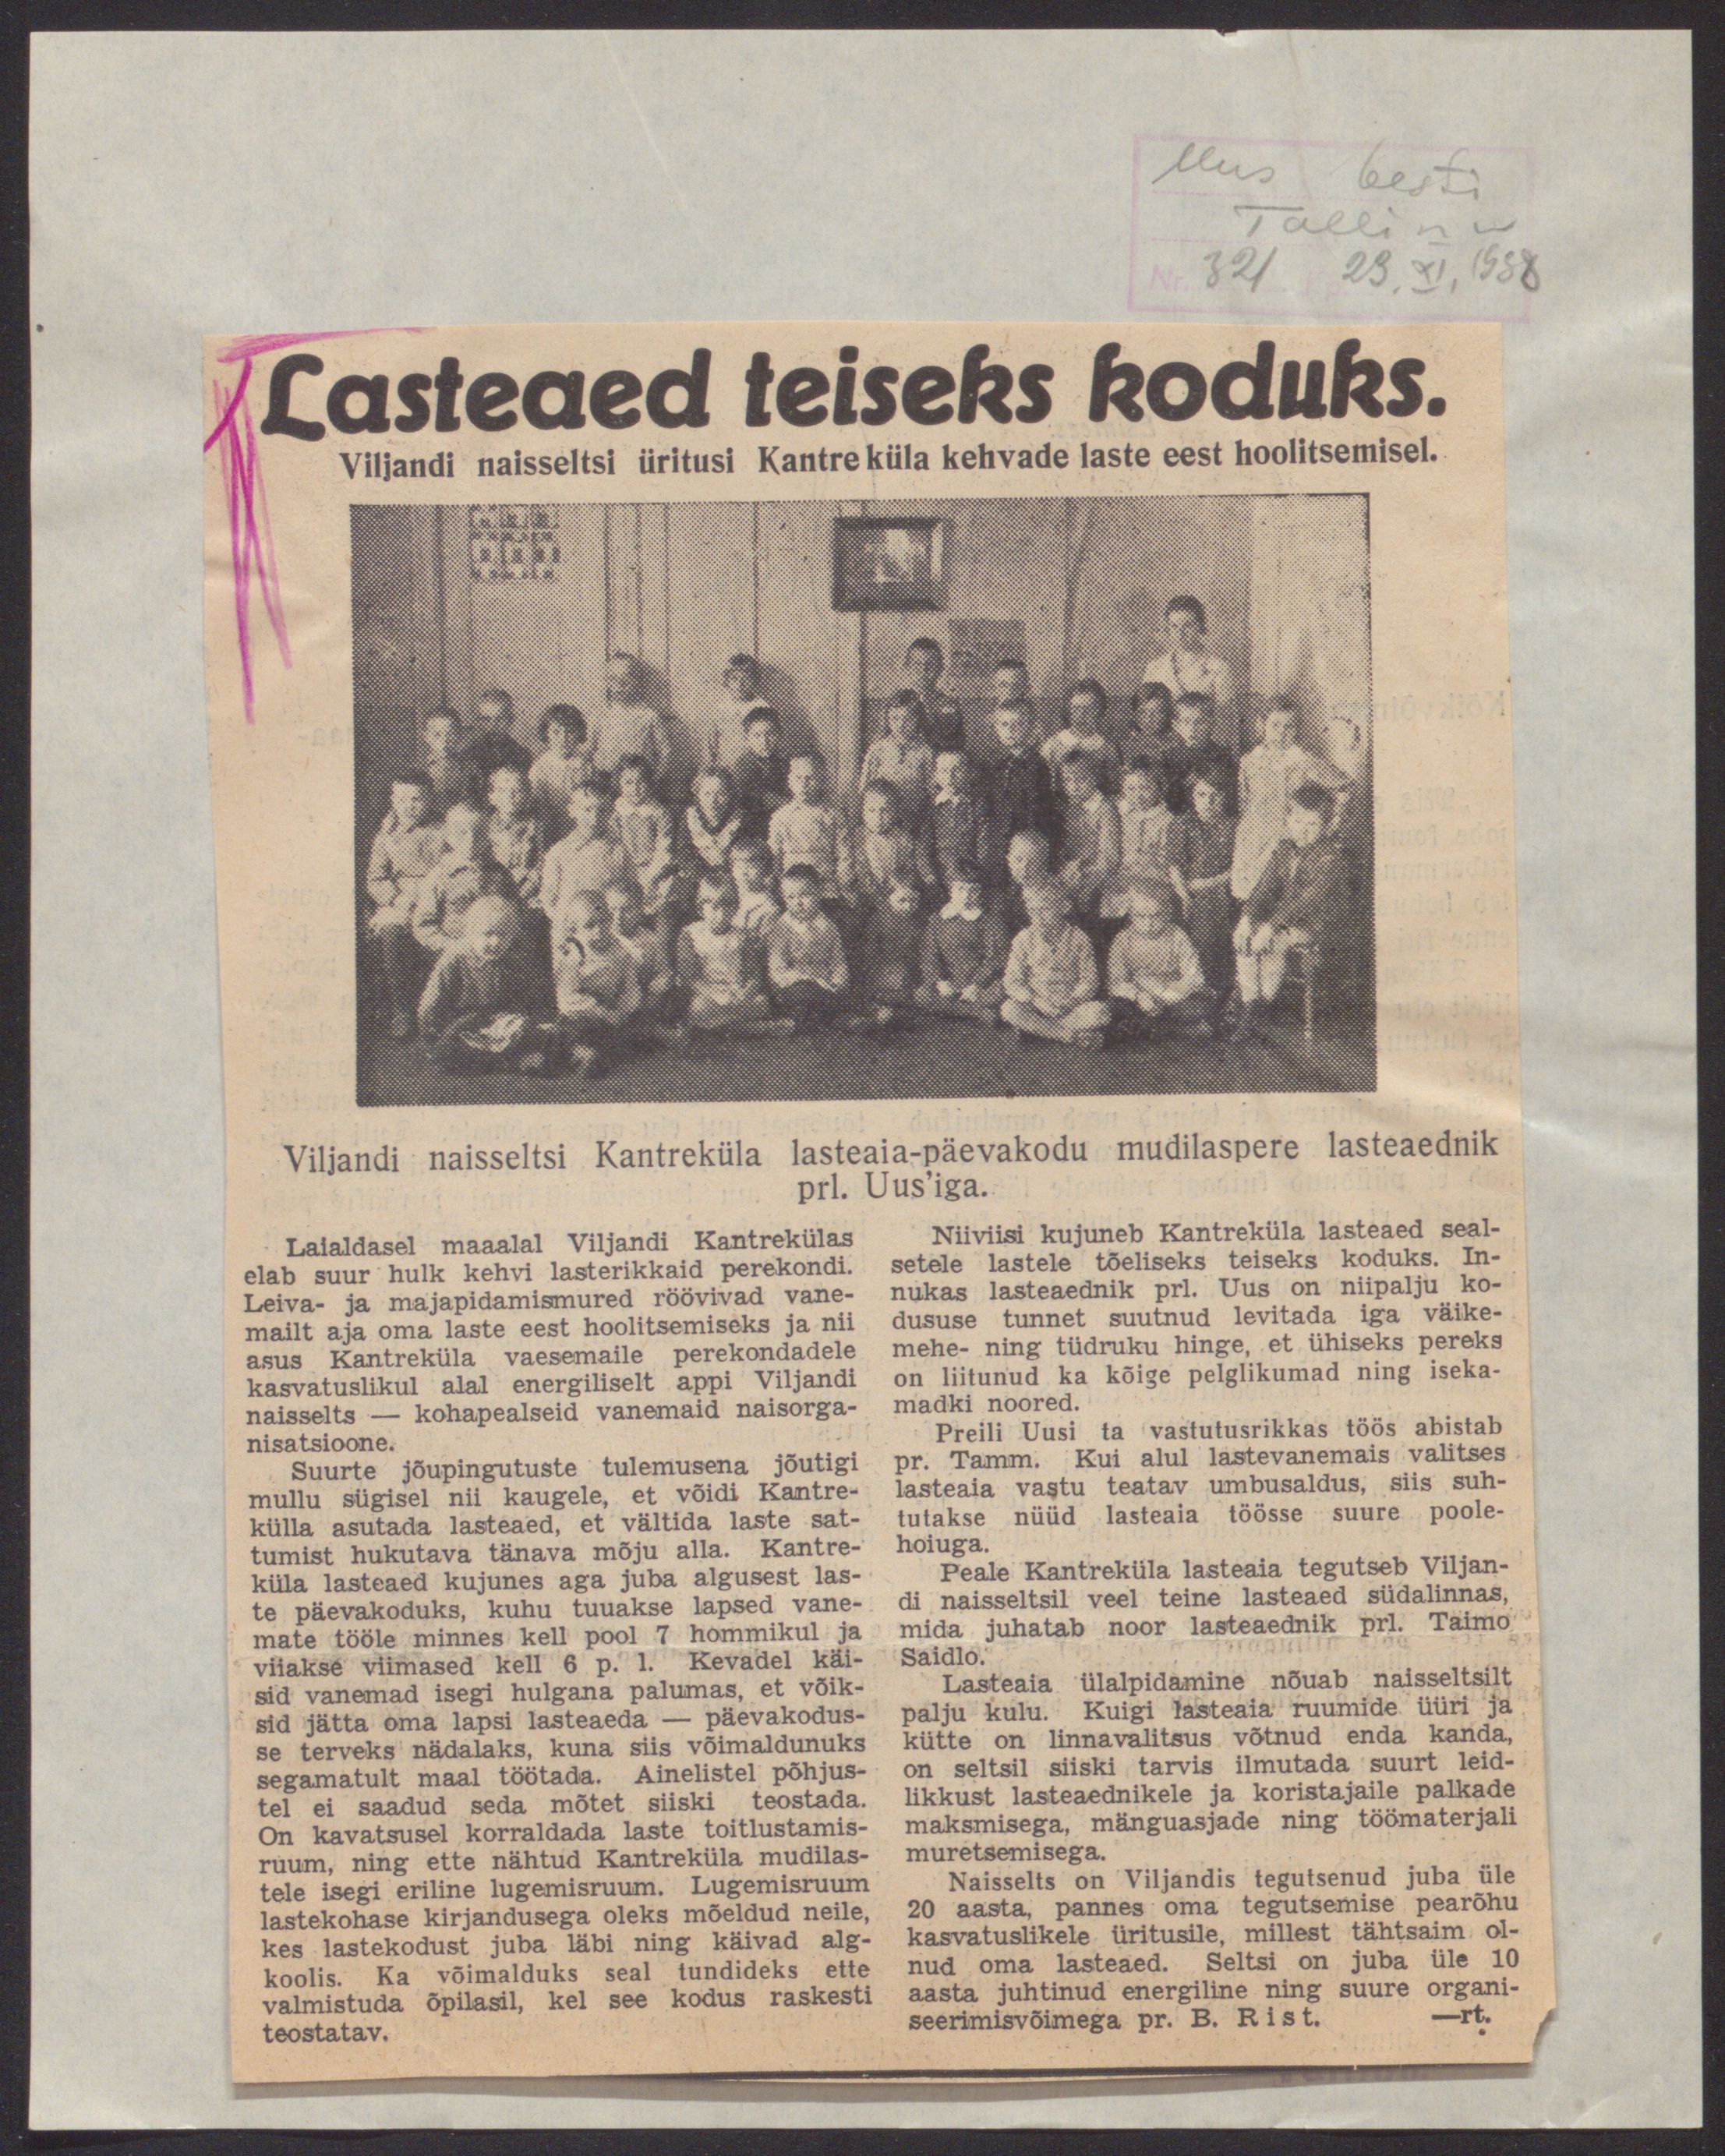 Uus Eesti
Tallinn
Nr. 321 29. XI, 1938
Lasteaed teiseks koduks.
Viljandi naisseltsi üritusi Kantreküla kehvade laste eest hoolitsemisel.
Viljandi naisseltsi Kantreküla lasteaia-päevakodu mudilaspere lasteaednik
prl. Uus'iga.
Laialdasel maaalal Viljandi Kantrekülas
elab suur hulk kehvi lasterikkaid perekondi.
Leiva- ja majapidamismured röövivad vane-
mailt aja oma laste eest hoolitsemiseks ja nii
asus Kantreküla vaesemaile perekondadele
kasvatuslikul alal energiliselt appi Viljandi
naisselts — kohapealseid vanemaid naisorga-
nisatsioone.
Suurte jõupingutuste tulemusena jõutigi
mullu sügisel nii kaugele, et võidi Kantre-
külla asutada lasteaed, et vältida laste sat-
tumist hukutava tänava mõju alla. Kantre-
küla lasteaed kujunes aga juba algusest las-
te päevakoduks, kuhu tuuakse lapsed vane-
mate tööle minnes kell pool 7 hommikul ja
viiakse viimased kell 6 p. l. Kevadel käi-
sid vanemad isegi hulgana palumas, et võik-
sid jätta oma lapsi lasteaeda — päevakodus-
se terveks nädalaks, kuna siis võimaldunuks
segamatult maal töötada. Ainelistel põhjus-
tel ei saadud seda mõtet siiski teostada.
On kavatsusel korraldada laste toitlustamis-
ruum, ning ette nähtud Kantreküla mudilas-
tele isegi eriline lugemisruum. Lugemisruum
lastekohase kirjandusega oleks mõeldud neile,
kes lastekodust juba läbi ning käivad alg-
koolis. Ka võimalduks seal tundideks ette
valmistuda õpilasil, kel see kodus raskesti
teostatav.
Niiviisi kujuneb Kantreküla lasteaed seal-
setele lastele tõeliseks teiseks koduks. In-
nukas lasteaednik prl. Uus on niipalju ko-
dususe tunnet suutnud levitada iga väike-
mehe- ning tüdruku hinge, et ühiseks pereks
on liitunud ka kõige pelglikumad ning iseka-
madki noored.
Preili Uusi ta vastutusrikkas töös abistab
pr. Tamm. Kui alul lastevanemais valitses
lasteaia vastu teatav umbusaldus, siis suh-
tutakse nüüd lasteaia töösse suure poole-
hoiuga.
Peale Kantreküla lasteaia tegutseb Viljan-
di naisseltsil veel teine lasteaed südalinnas,
mida juhatab noor lasteaednik prl. Taimo
Saidlo.
Lasteaia ülalpidamine nõuab naisseltsilt
palju kulu. Kuigi lasteaia ruumide üüri ja
kütte on linnavalitsus võtnud enda kanda,
on seltsil siiski tarvis ilmutada suurt leid-
likkust lasteaednikele ja koristajaile palkade
maksmisega, mänguasjade ning töömaterjali
muretsemisega.
Naisselts on Viljandis tegutsenud juba üle
20 aasta, pannes oma tegutsemise pearõhu
kasvatuslikele üritusile, millest tähtsaim ol-
nud oma lasteaed. Seltsi on juba üle 10
aasta juhtinud energiline ning suure organi-
seerimisvõimega pr. B. Rist. —rt.